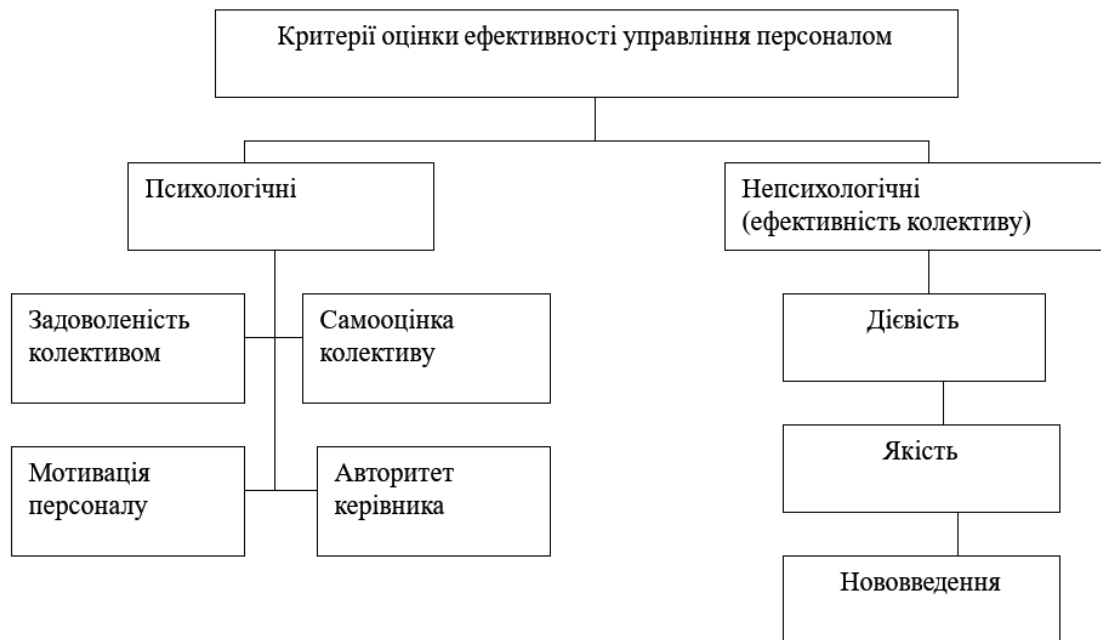 Критерії оцінки ефективності управління персоналом
Психологічні
Непсихологічні
(ефективність колективу)
Задоволеність
колективом
Самооцінка
колективу
Дієвість
Мотивація
персоналу
Авторитет
керівника
Якість
Нововведення